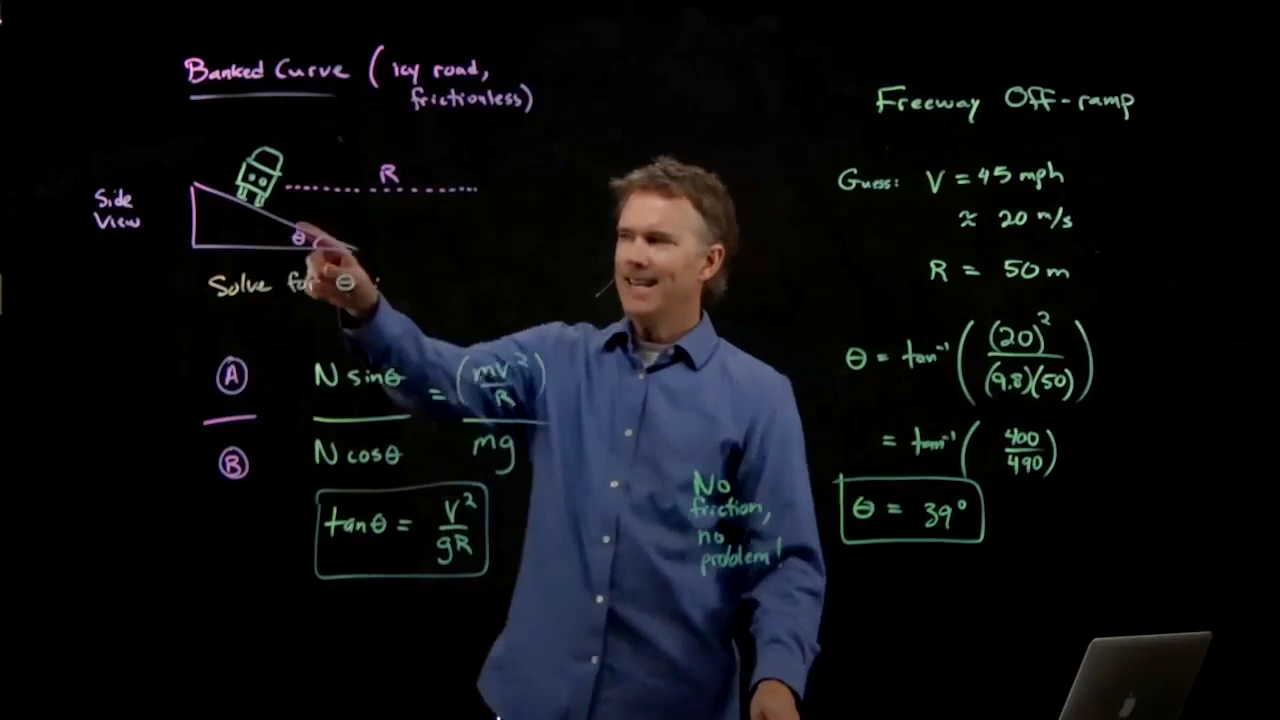 Banked Curve (icy road,
frictionless)
R
Side
View
θ
Solve for θ :
A
N sinθ = (mv²/R)
B
N cosθ mg
tanθ = v²/gR
No
friction,
no
problem!
Freeway Off-ramp
Guess: V = 45 mph
≈ 20 m/s
R = 50 m
θ = tan⁻¹ ( (20)² / (9.8)(50) )
= tan⁻¹ ( 400 / 490 )
θ = 39°